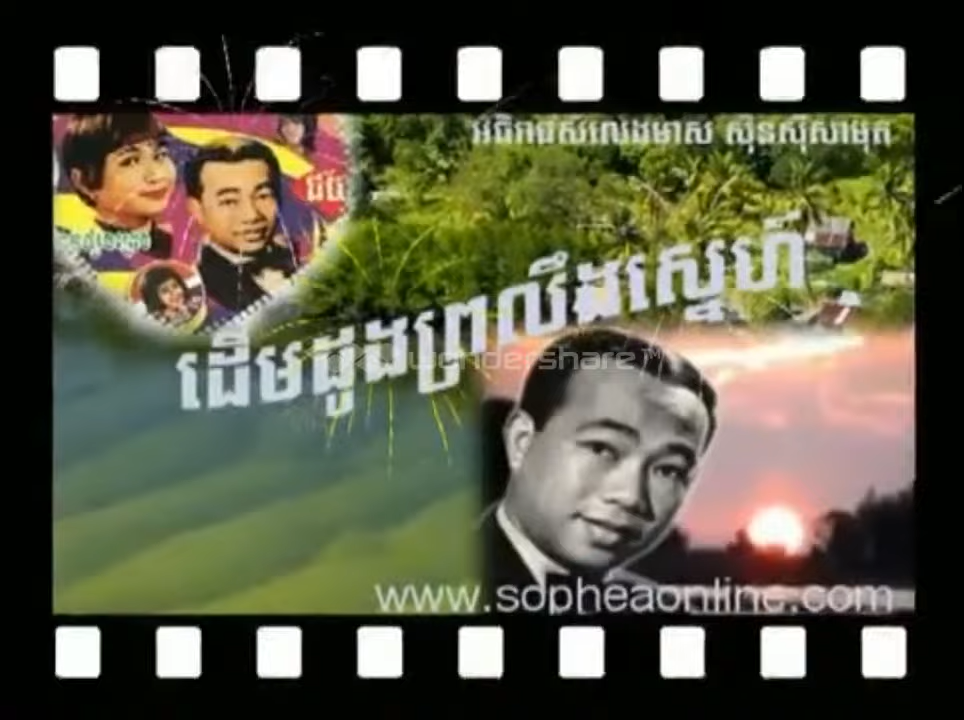 អធិរាជសំលេងមាស ស៊ិនស៊ីសាមុត
ដើមដូងព្រលឹងស្នេហ៍
wondershare™
www.sopheaonline.com